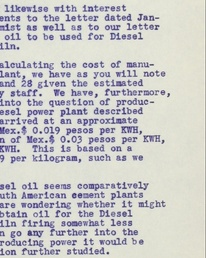 likewise with interest
ents to the letter dated Jan-
mist as well as to our letter
oil to be used for Diesel
iln.
alculating the cost of manu-
lant, we have as you will note
and 28 given the estimated
y staff. We have, furthermore,
into the question of produc-
esel power plant described
arrived at an approximate
Mex.$ 0.019 pesos per KWH,
n of Mex.$ 0.03 pesos per KWH,
KWH. This is based on a
9 per kilogram, such as we
sel oil seems comparatively
uth American cement plants
are wondering whether it might
btain oil for the Diesel
iln firing somewhat less
n go any further into the
roducing power it would be
ion further studied.